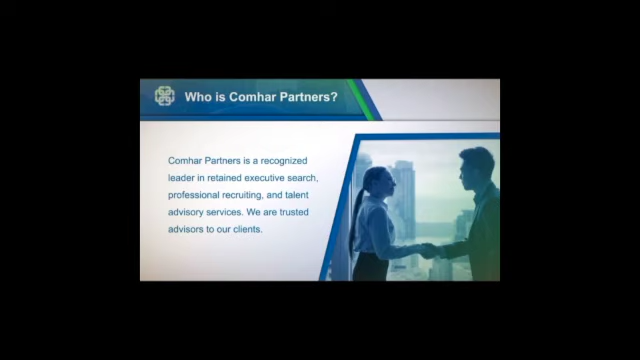 Who is Comhar Partners?
Comhar Partners is a recognized
leader in retained executive search,
professional recruiting, and talent
advisory services. We are trusted
advisors to our clients.